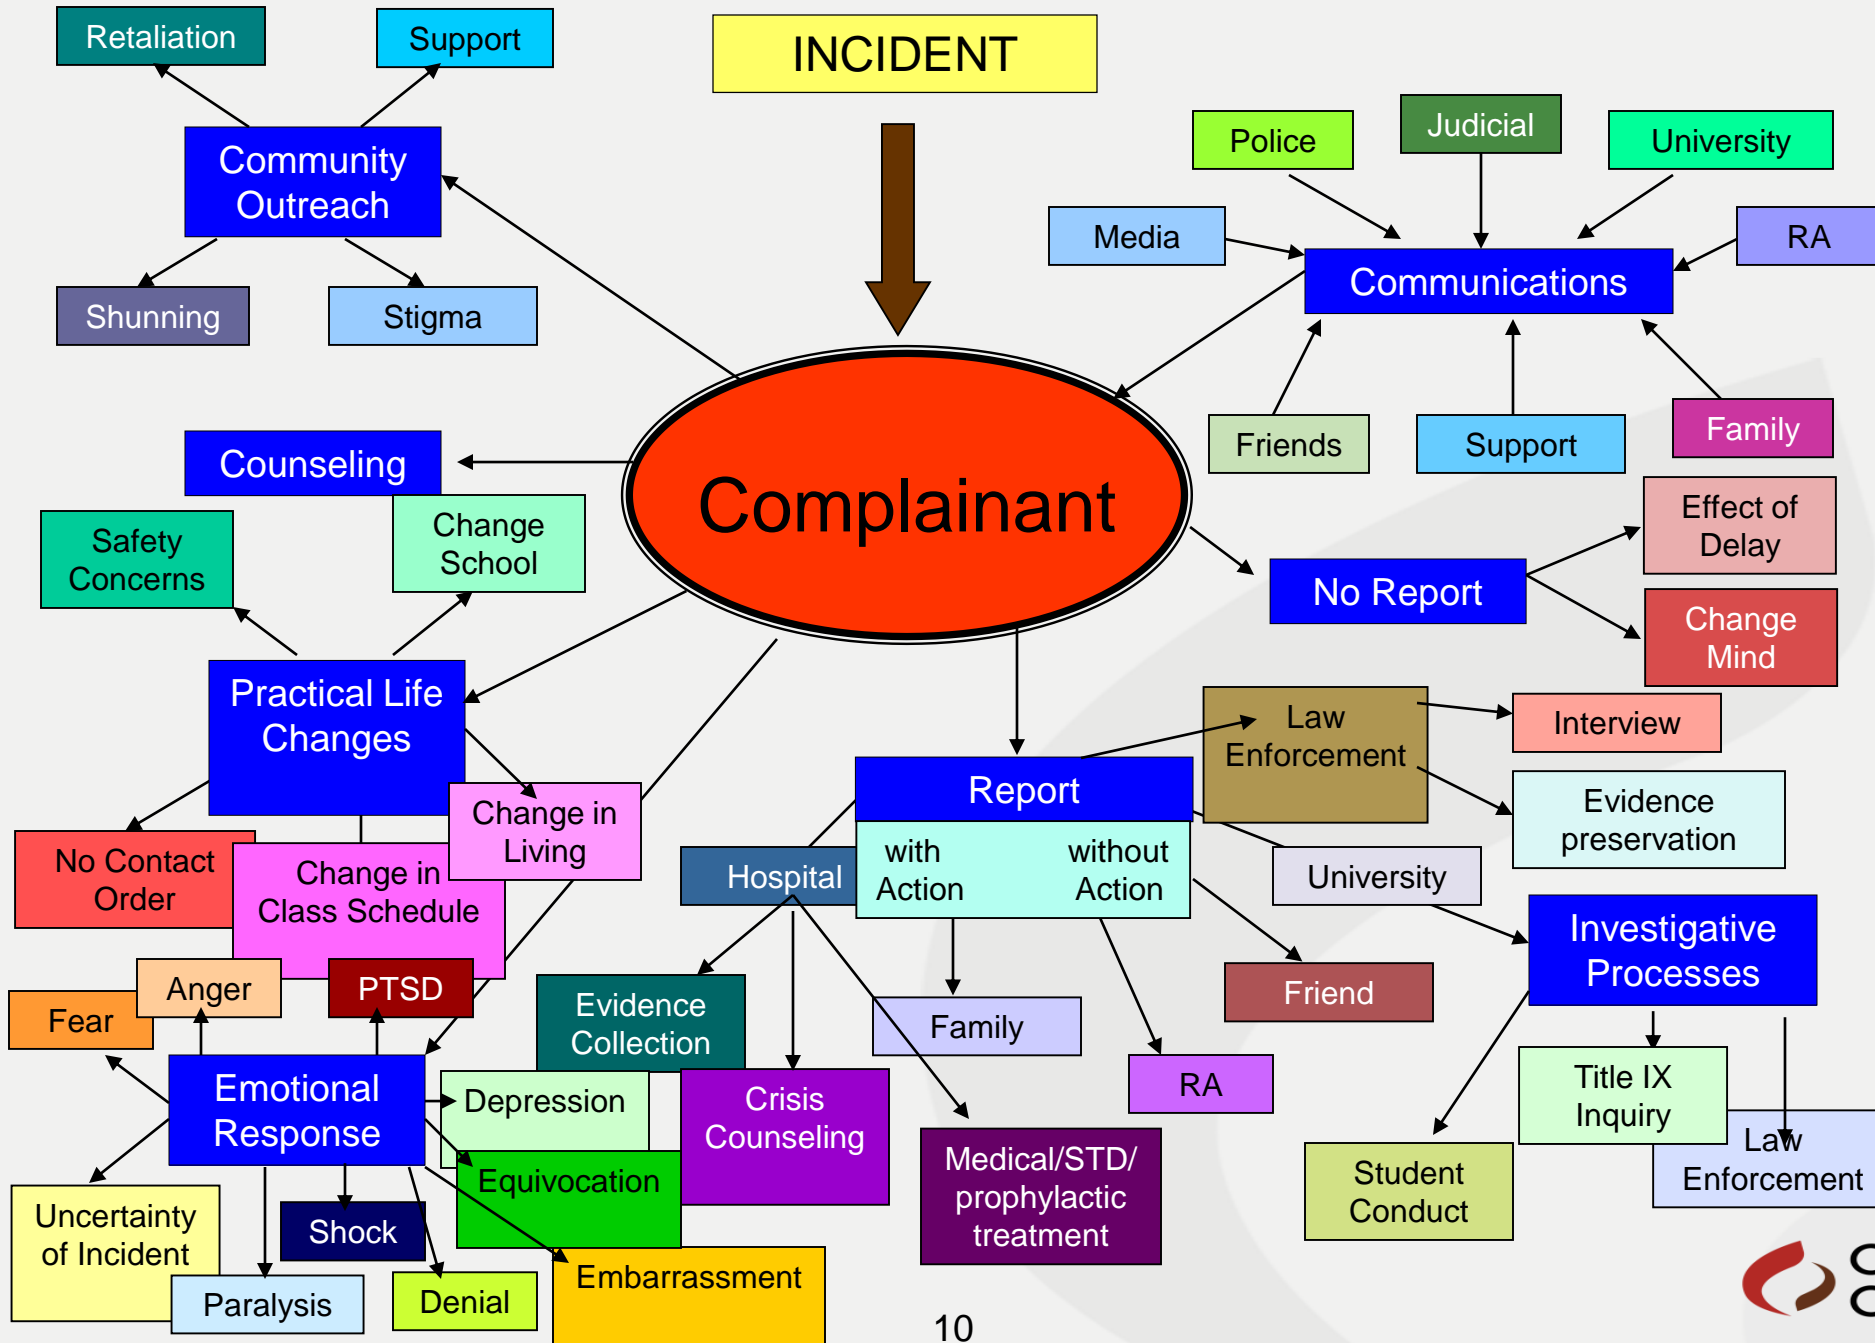 Retaliation
Support
INCIDENT
Community
Outreach
Police
Judicial
University
Media
RA
Communications
Shunning
Stigma
Friends
Support
Family
Counseling
Complainant
Safety
Concerns
Change
School
Effect of
Delay
No Report
Change
Mind
Practical Life
Changes
Law
Enforcement
Interview
Report
Evidence
preservation
Change in
Living
No Contact
Order
Change in
Class Schedule
Hospital
with
Action
without
Action
University
Investigative
Processes
Anger
PTSD
Fear
Evidence
Collection
Family
Friend
Emotional
Response
Depression
Crisis
Counseling
RA
Title IX
Inquiry
Law
Enforcement
Medical/STD/
prophylactic
treatment
Student
Conduct
Equivocation
Uncertainty
of Incident
Shock
Paralysis
Denial
Embarrassment
10